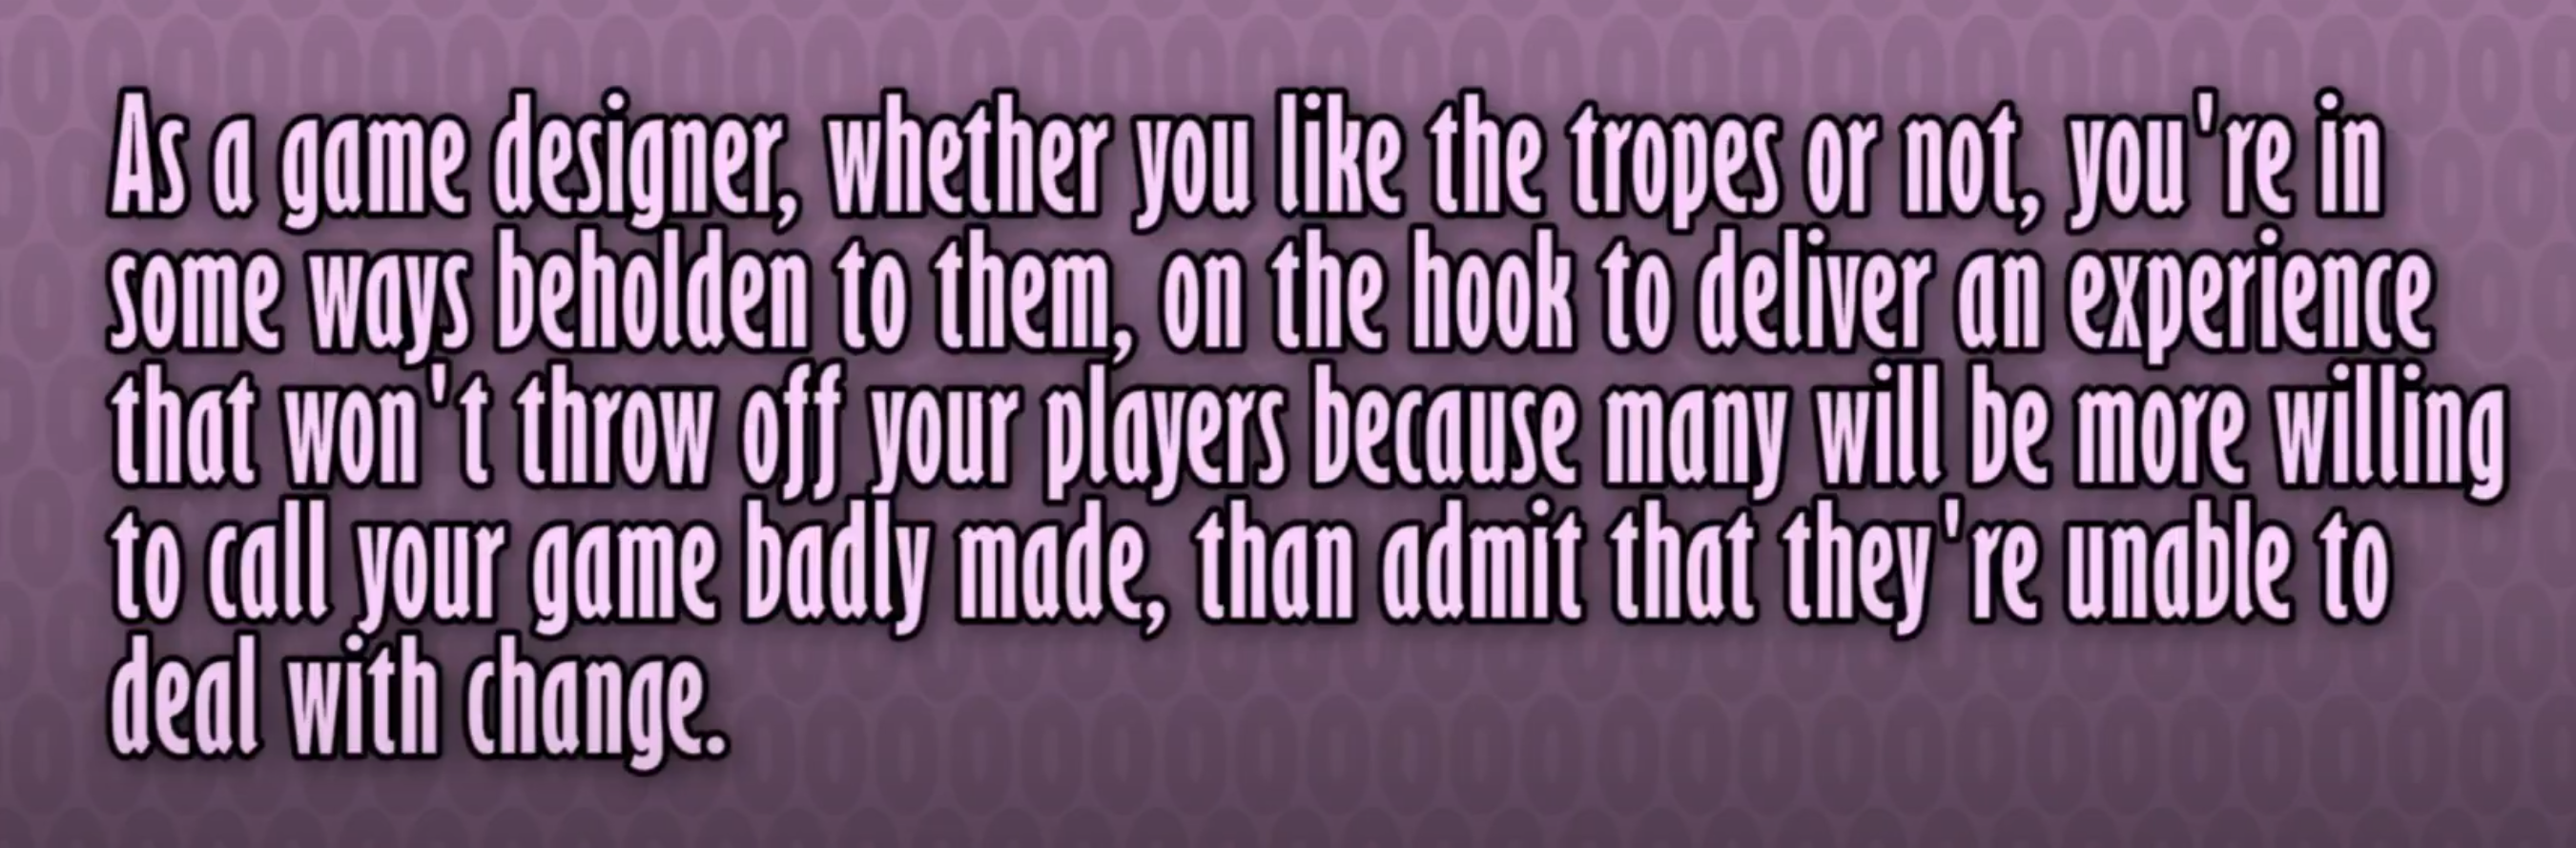 As a game designer, whether you like the tropes or not, you're in
some ways beholden to them, on the hook to deliver an experience
that won't throw off your players because many will be more willing
to call your game badly made, than admit that they're unable to
deal with change.